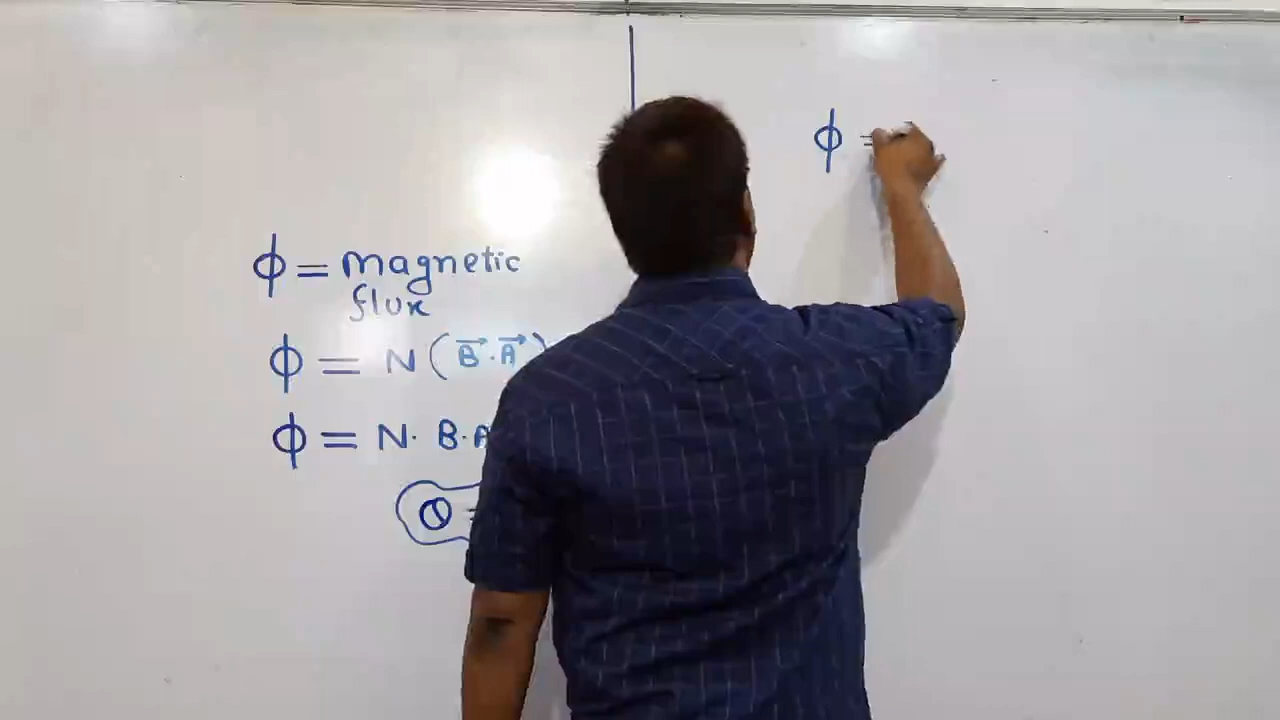 ϕ = magnetic
flux
ϕ = N (B⃗ · A⃗)
ϕ = N · B · A
θ =
ϕ =